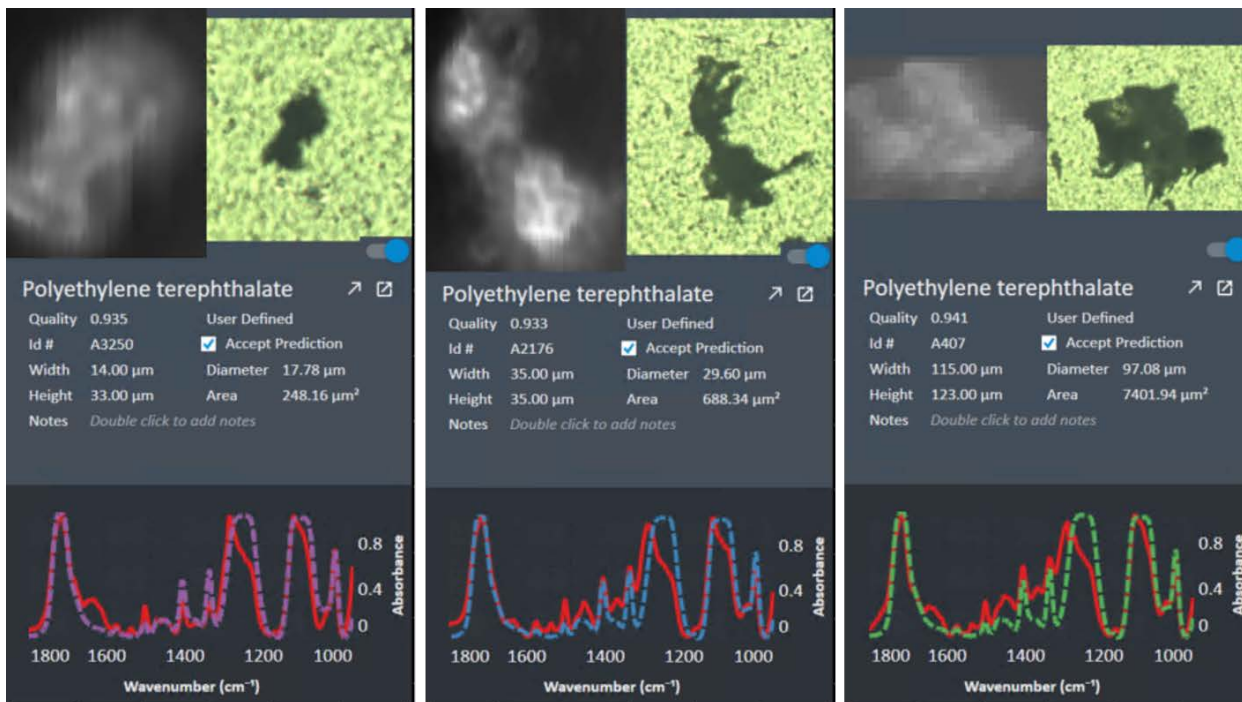 Polyethylene terephthalate
Quality 0.935 User Defined
Id # A3250 Accept Prediction
Width 14.00 µm Diameter 17.78 µm
Height 33.00 µm Area 248.16 µm²
Notes Double click to add notes
0.8
0.4
0
Absorbance
1800 1600 1400 1200 1000
Wavenumber (cm⁻¹)
Polyethylene terephthalate
Quality 0.933 User Defined
Id # A2176 Accept Prediction
Width 35.00 µm Diameter 29.60 µm
Height 35.00 µm Area 688.34 µm²
Notes Double click to add notes
0.8
0.4
0
Absorbance
1800 1600 1400 1200 1000
Wavenumber (cm⁻¹)
Polyethylene terephthalate
Quality 0.941 User Defined
Id # A407 Accept Prediction
Width 115.00 µm Diameter 97.08 µm
Height 123.00 µm Area 7401.94 µm²
Notes Double click to add notes
0.8
0.4
0
Absorbance
1800 1600 1400 1200 1000
Wavenumber (cm⁻¹)